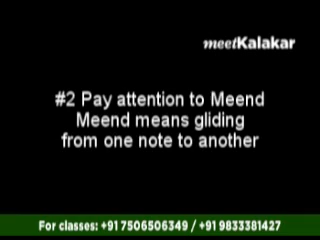 meetKalakar
#2 Pay attention to Meend
Meend means gliding
from one note to another
For classes: +91 7506506349 / +91 9833381427